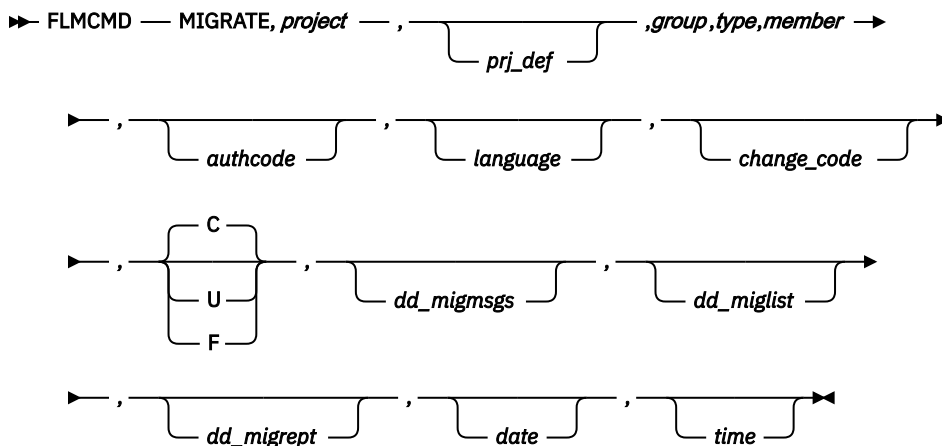 FLMCMD MIGRATE, project , prj_def ,group ,type,member
, authcode , language , change_code
, C U F , dd_migmsgs , dd_miglist
, dd_migrept , date , time